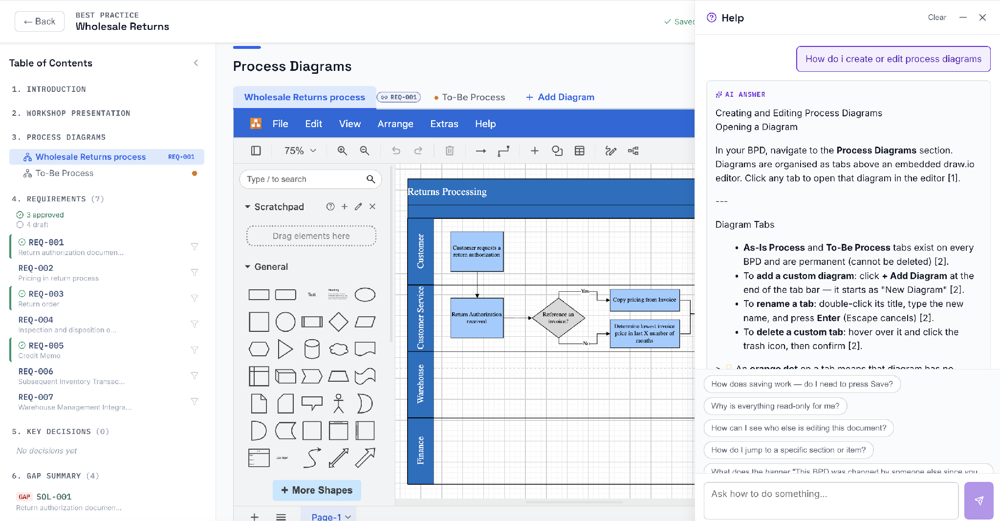 ← Back
BEST PRACTICE
Wholesale Returns
Saved
Table of Contents
1. INTRODUCTION
2. WORKSHOP PRESENTATION
3. PROCESS DIAGRAMS
Wholesale Returns process REQ-001
To-Be Process
4. REQUIREMENTS (7)
3 approved
4 draft
REQ-001
Return authorization documen...
REQ-002
Pricing in return process
REQ-003
Return order
REQ-004
Inspection and disposition o...
REQ-005
Credit Memo
REQ-006
Subsequent Inventory Transac...
REQ-007
Warehouse Management Integra...
5. KEY DECISIONS (0)
No decisions yet
6. GAP SUMMARY (4)
GAP SOL-001
Return authorization documen...
Process Diagrams
Wholesale Returns process REQ-001 To-Be Process + Add Diagram
File Edit View Arrange Extras Help
75%
Type / to search
Scratchpad
Drag elements here
General
Text
Heading
List
List Item
+ More Shapes
Page-1
Returns Processing
Customer
Customer requests a
return authorization
Customer Service
Return Authorization
received
Reference an
invoice?
Yes
No
Copy pricing from Invoice
Determine lowest invoice
price in last X number of
months
Warehouse
Finance
Help
Clear
How do i create or edit process diagrams
AI ANSWER
Creating and Editing Process Diagrams
Opening a Diagram
In your BPD, navigate to the Process Diagrams section.
Diagrams are organised as tabs above an embedded draw.io
editor. Click any tab to open that diagram in the editor [1].
---
Diagram Tabs
• As-Is Process and To-Be Process tabs exist on every
BPD and are permanent (cannot be deleted) [2].
• To add a custom diagram: click + Add Diagram at the
end of the tab bar — it starts as "New Diagram" [2].
• To rename a tab: double-click its title, type the new
name, and press Enter (Escape cancels) [2].
• To delete a custom tab: hover over it and click the
trash icon, then confirm [2].
> 💡 An orange dot on a tab means that diagram has no
How does saving work — do I need to press Save?
Why is everything read-only for me?
How can I see who else is editing this document?
How do I jump to a specific section or item?
What does the banner "This BPD was changed by someone else since you
Ask how to do something...